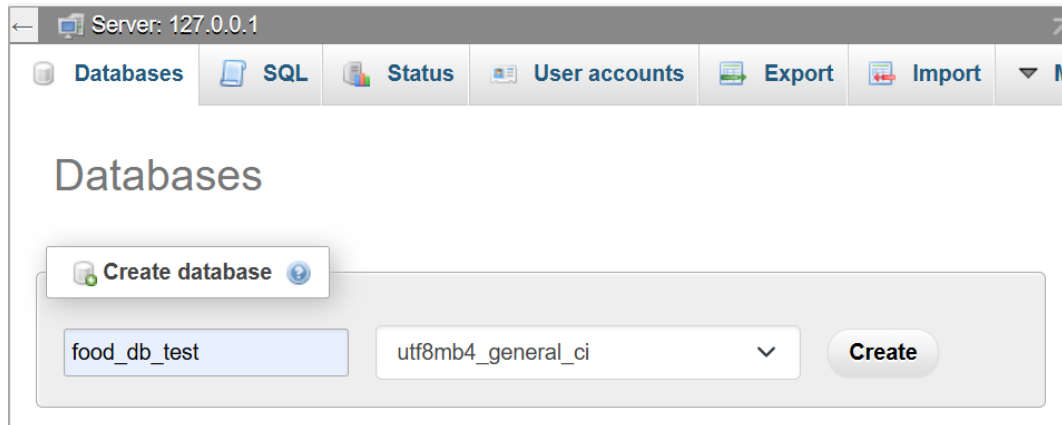 Server: 127.0.0.1
Databases SQL Status User accounts Export Import
Databases
Create database
food_db_test utf8mb4_general_ci Create